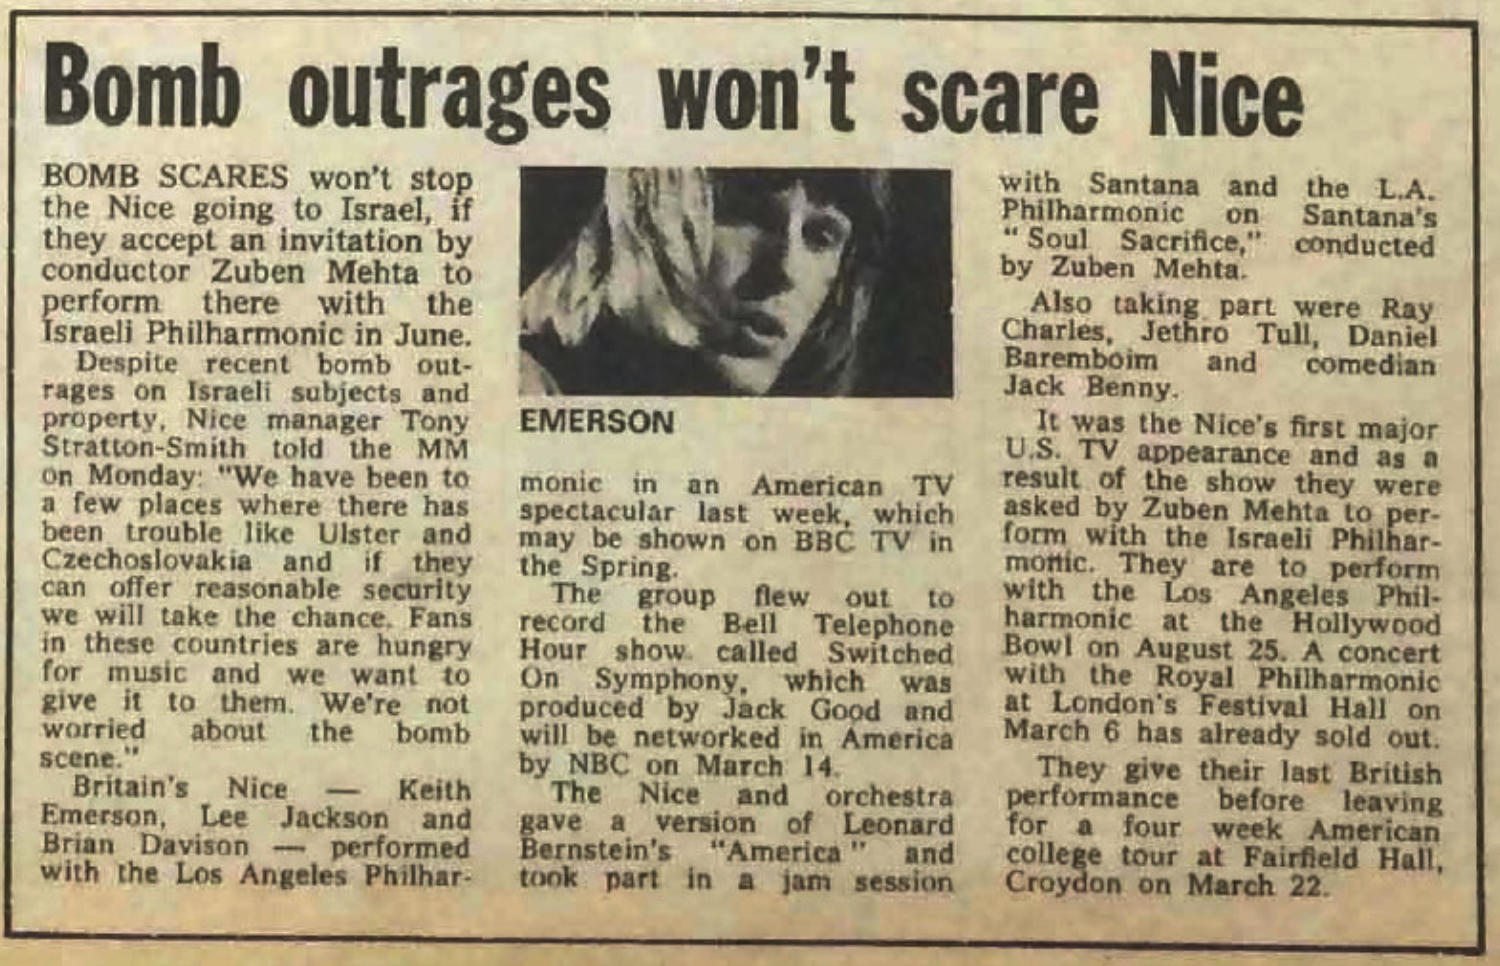 Bomb outrages won't scare Nice
BOMB SCARES won't stop
the Nice going to Israel, if
they accept an invitation by
conductor Zuben Mehta to
perform there with the
Israeli Philharmonic in June.
Despite recent bomb out-
rages on Israeli subjects and
property, Nice manager Tony
Stratton-Smith told the MM
on Monday: "We have been to
a few places where there has
been trouble like Ulster and
Czechoslovakia and if they
can offer reasonable security
we will take the chance. Fans
in these countries are hungry
for music and we want to
give it to them. We're not
worried about the bomb
scene."
Britain's Nice — Keith
Emerson, Lee Jackson and
Brian Davison — performed
with the Los Angeles Philhar-
EMERSON
monic in an American TV
spectacular last week, which
may be shown on BBC TV in
the Spring.
The group flew out to
record the Bell Telephone
Hour show called Switched
On Symphony, which was
produced by Jack Good and
will be networked in America
by NBC on March 14.
The Nice and orchestra
gave a version of Leonard
Bernstein's "America" and
took part in a jam session
with Santana and the L.A.
Philharmonic on Santana's
"Soul Sacrifice," conducted
by Zuben Mehta.
Also taking part were Ray
Charles, Jethro Tull, Daniel
Baremboim and comedian
Jack Benny.
It was the Nice's first major
U.S. TV appearance and as a
result of the show they were
asked by Zuben Mehta to per-
form with the Israeli Philhar-
monic. They are to perform
with the Los Angeles Phil-
harmonic at the Hollywood
Bowl on August 25. A concert
with the Royal Philharmonic
at London's Festival Hall on
March 6 has already sold out.
They give their last British
performance before leaving
for a four week American
college tour at Fairfield Hall,
Croydon on March 22.